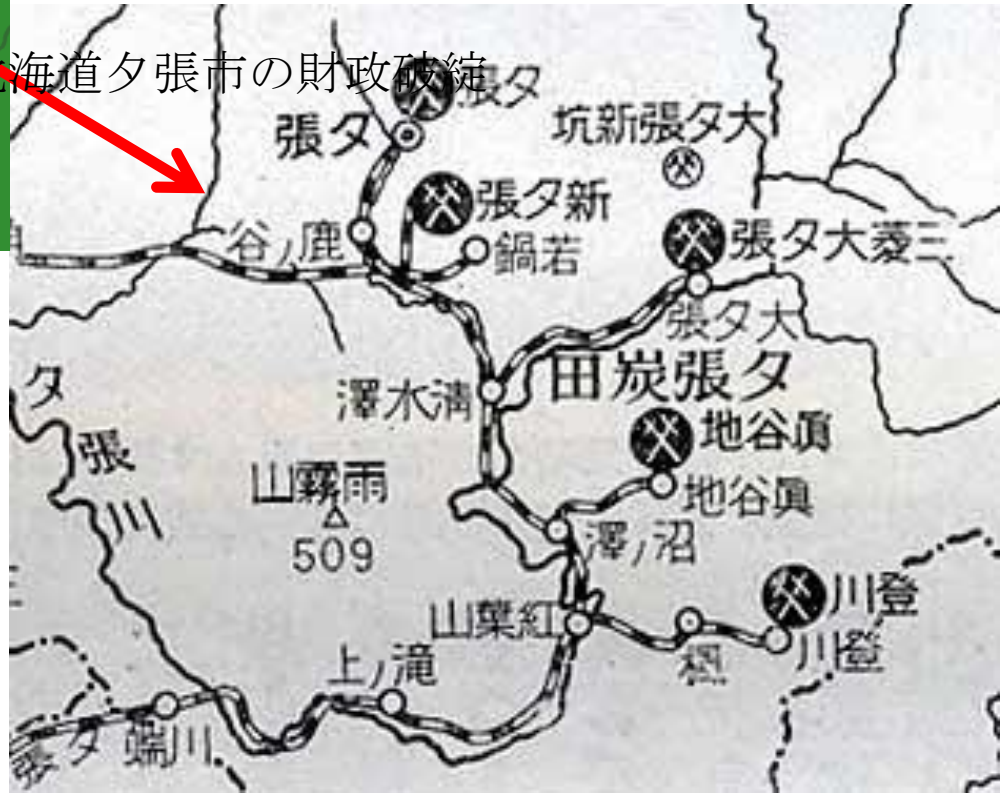 海道夕張市の財政破綻
夕張
夕張
大夕張新坑
新夕張
鹿ノ谷
若鍋
三菱大夕張
大夕張
夕張炭田
清水澤
夕張川
眞谷地
眞谷地
雨霧山
509
沼ノ澤
登川
登川
紅葉山
楓
滝ノ上
川端
夕張